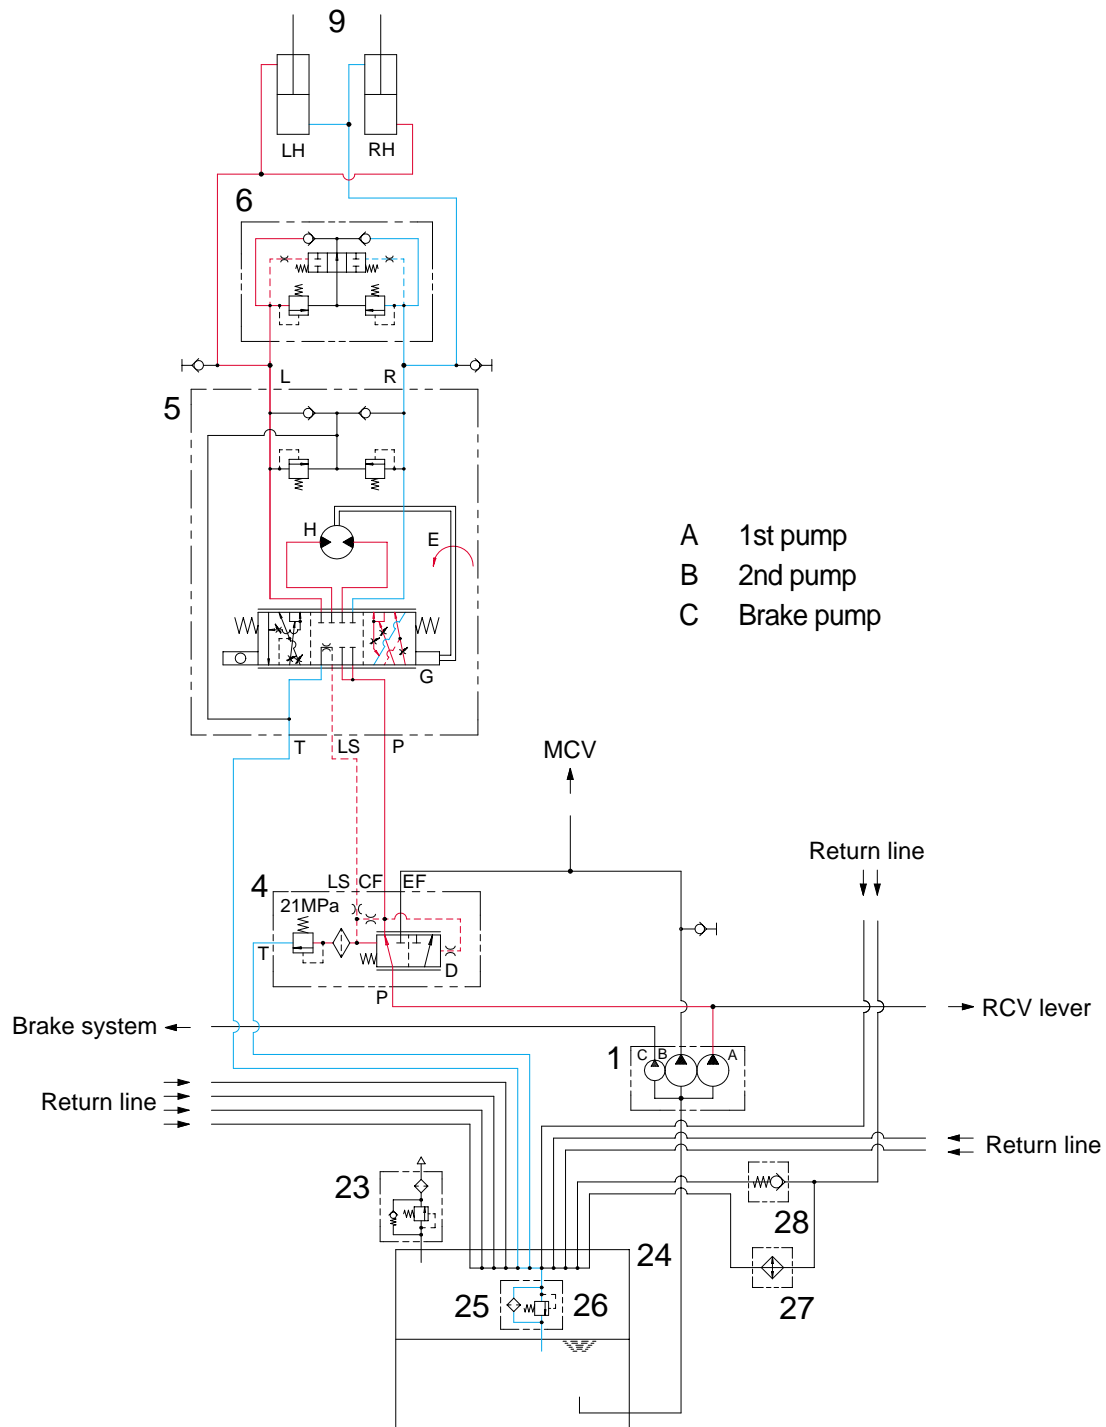 9
LH RH
6
L R
5
H E
A 1st pump
B 2nd pump
C Brake pump
G
T LS P
MCV
Return line
4 LS CF EF
21MPa
T D
P
RCV lever
Brake system
1 C B A
Return line
Return line
23
28
24
25 26
27